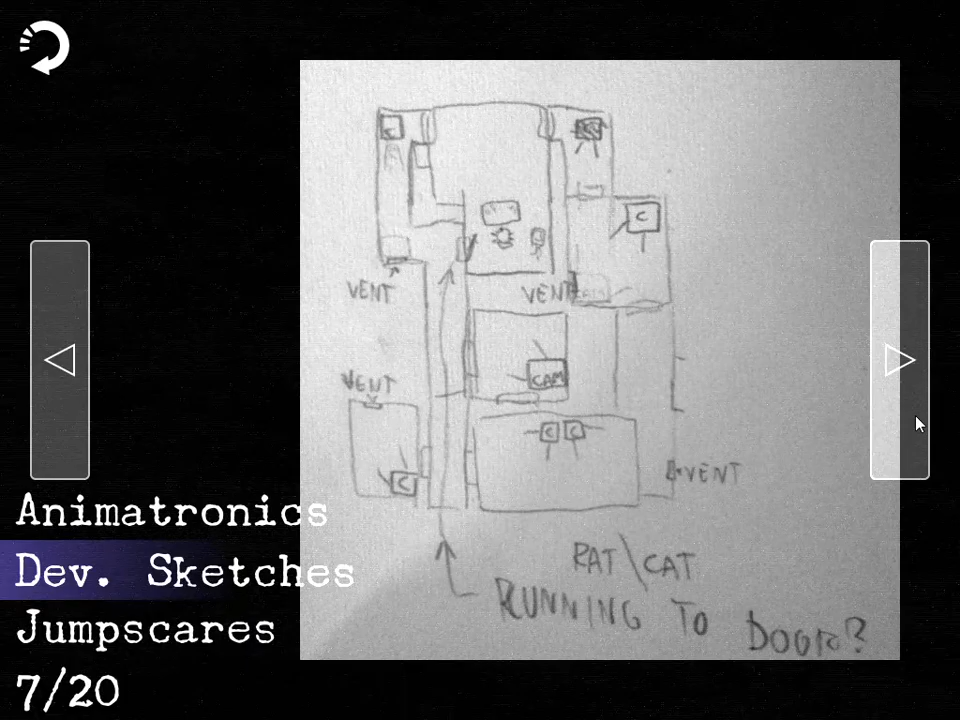 C
C
VENT
VENT
CAM
VENT
C C
C
VENT
RAT\CAT
RUNNING TO DOOR?
Animatronics
Dev. Sketches
Jumpscares
7/20